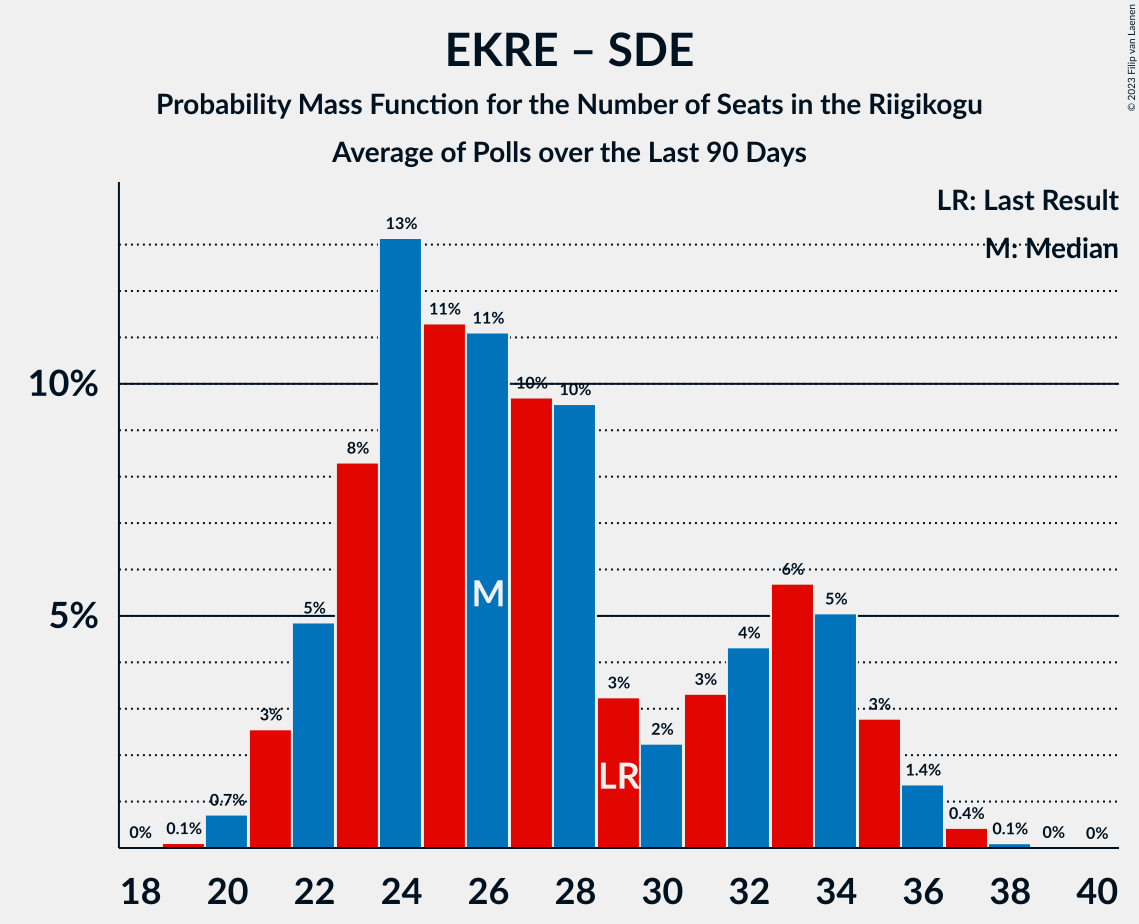 © 2023 Filip van Laenen
EKRE – SDE
Probability Mass Function for the Number of Seats in the Riigikogu
Average of Polls over the Last 90 Days
LR: Last Result
M: Median
10%
5%
0%
0.1%
0.7%
3%
5%
8%
13%
11%
11%
10%
10%
3%
2%
3%
4%
6%
5%
3%
1.4%
0.4%
0.1%
0%
0%
M
LR
18 20 22 24 26 28 30 32 34 36 38 40